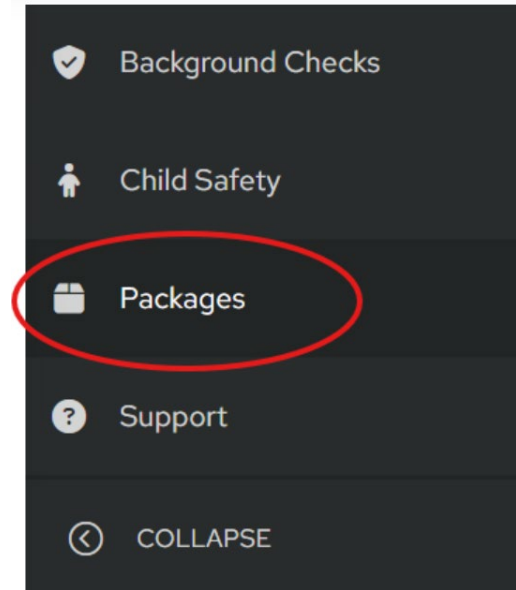 Background Checks
Child Safety
Packages
Support
COLLAPSE